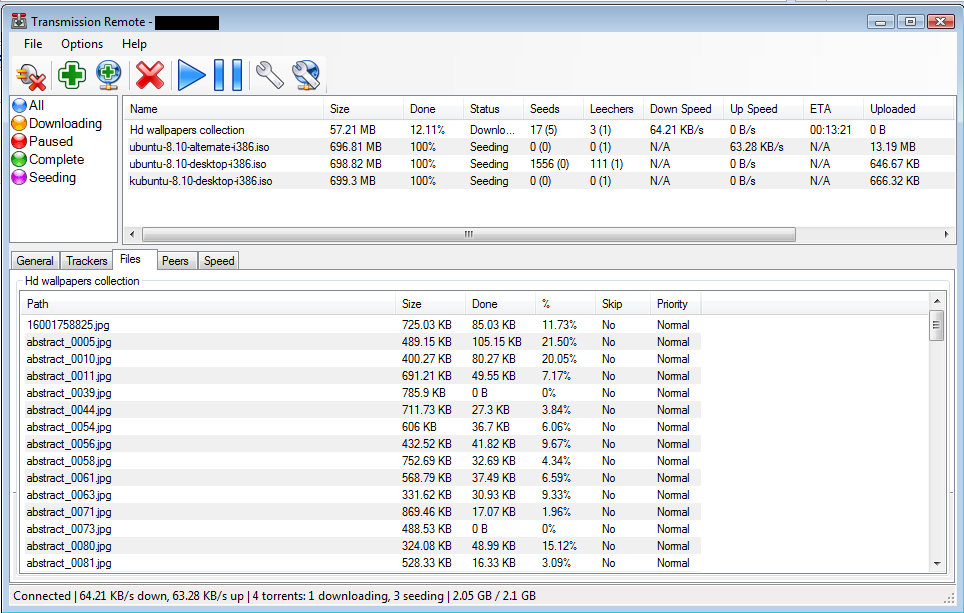 Transmission Remote -
File Options Help
All
Downloading
Paused
Complete
Seeding
Name Size Done Status Seeds Leechers Down Speed Up Speed ETA Uploaded
Hd wallpapers collection 57.21 MB 12.11% Downlo... 17 (5) 3 (1) 64.21 KB/s 0 B/s 00:13:21 0 B
ubuntu-8.10-alternate-i386.iso 696.81 MB 100% Seeding 0 (0) 0 (1) N/A 63.28 KB/s N/A 13.19 MB
ubuntu-8.10-desktop-i386.iso 698.82 MB 100% Seeding 1556 (0) 111 (1) N/A 0 B/s N/A 646.67 KB
kubuntu-8.10-desktop-i386.iso 699.3 MB 100% Seeding 0 (0) 0 (1) N/A 0 B/s N/A 666.32 KB
General Trackers Files Peers Speed
Hd wallpapers collection
Path Size Done % Skip Priority
16001758825.jpg 725.03 KB 85.03 KB 11.73% No Normal
abstract_0005.jpg 489.15 KB 105.15 KB 21.50% No Normal
abstract_0010.jpg 400.27 KB 80.27 KB 20.05% No Normal
abstract_0011.jpg 691.21 KB 49.55 KB 7.17% No Normal
abstract_0039.jpg 785.9 KB 0 B 0% No Normal
abstract_0044.jpg 711.73 KB 27.3 KB 3.84% No Normal
abstract_0054.jpg 606 KB 36.7 KB 6.06% No Normal
abstract_0056.jpg 432.52 KB 41.82 KB 9.67% No Normal
abstract_0058.jpg 752.69 KB 32.69 KB 4.34% No Normal
abstract_0061.jpg 568.79 KB 37.49 KB 6.59% No Normal
abstract_0063.jpg 331.62 KB 30.93 KB 9.33% No Normal
abstract_0071.jpg 869.46 KB 17.07 KB 1.96% No Normal
abstract_0073.jpg 488.53 KB 0 B 0% No Normal
abstract_0080.jpg 324.08 KB 48.99 KB 15.12% No Normal
abstract_0081.jpg 528.33 KB 16.33 KB 3.09% No Normal
Connected | 64.21 KB/s down, 63.28 KB/s up | 4 torrents: 1 downloading, 3 seeding | 2.05 GB / 2.1 GB